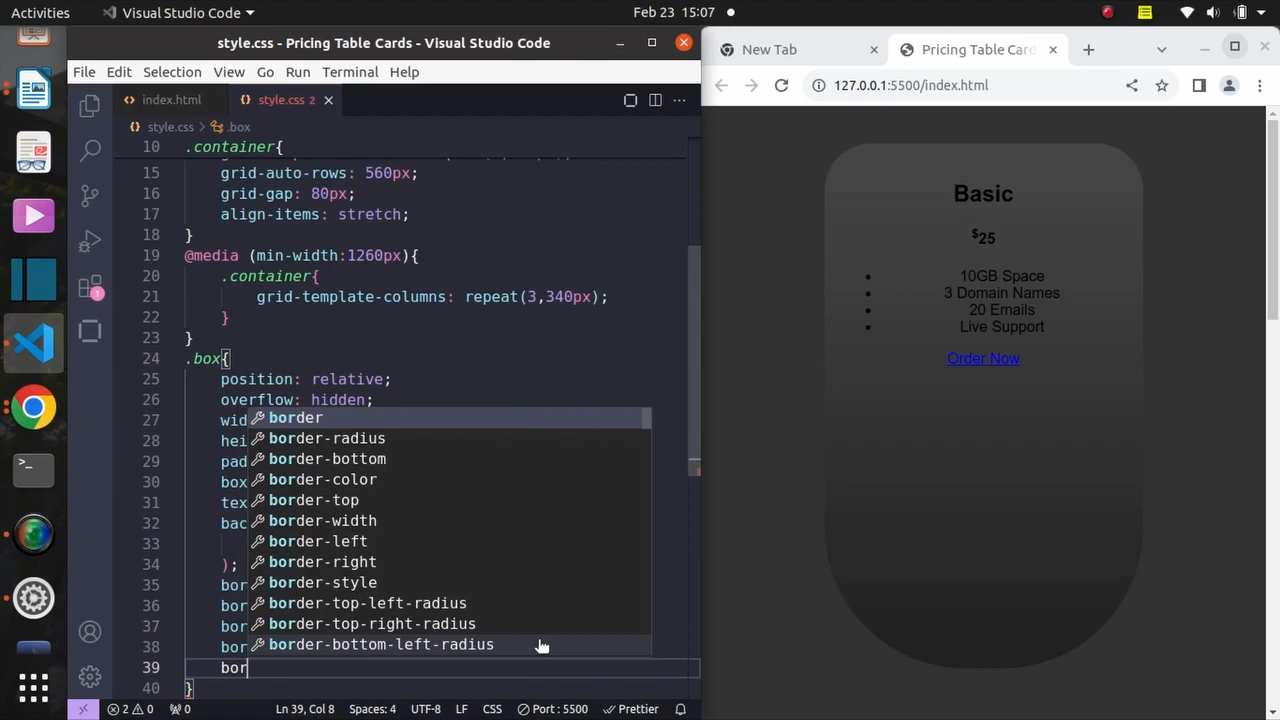 Activities
Visual Studio Code
Feb 23 15:07
style.css - Pricing Table Cards - Visual Studio Code
File Edit Selection View Go Run Terminal Help
index.html
style.css 2
style.css > .box
10 .container{
15 grid-auto-rows: 560px;
16 grid-gap: 80px;
17 align-items: stretch;
18 }
19 @media (min-width:1260px){
20 .container{
21 grid-template-columns: repeat(3,340px);
22 }
23 }
24 .box{
25 position: relative;
26 overflow: hidden;
27 wid
28 hei
29 pad
30 box
31 tex
32 bac
33
34 );
35 bor
36 bor
37 bor
38 bor
39 bor
40 }
border
border-radius
border-bottom
border-color
border-top
border-width
border-left
border-right
border-style
border-top-left-radius
border-top-right-radius
border-bottom-left-radius
1
2 0 0 Ln 39, Col 8 Spaces: 4 UTF-8 LF CSS Port : 5500 Prettier
New Tab
Pricing Table Card
127.0.0.1:5500/index.html
Basic
$25
10GB Space
3 Domain Names
20 Emails
Live Support
Order Now